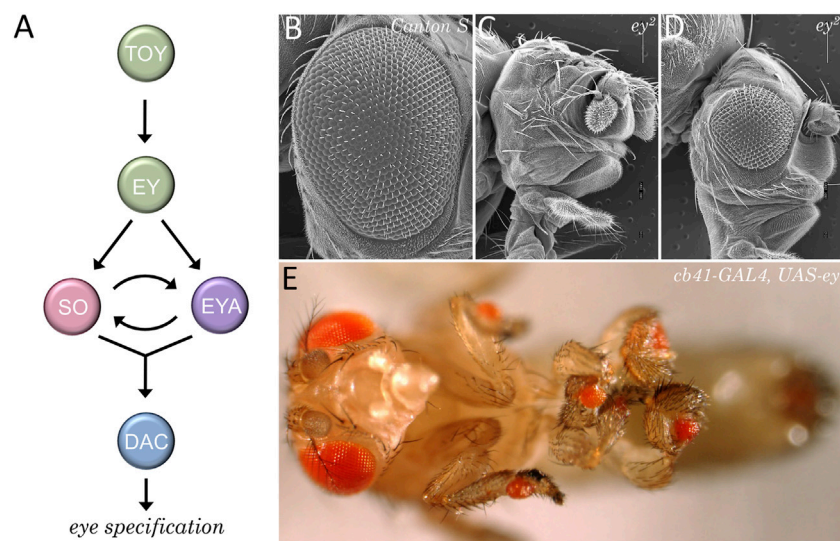 A
TOY
EY
SO
EYA
DAC
eye specification
B
Canton S
C
ey²
D
ey²
E
cb41-GAL4, UAS-ey